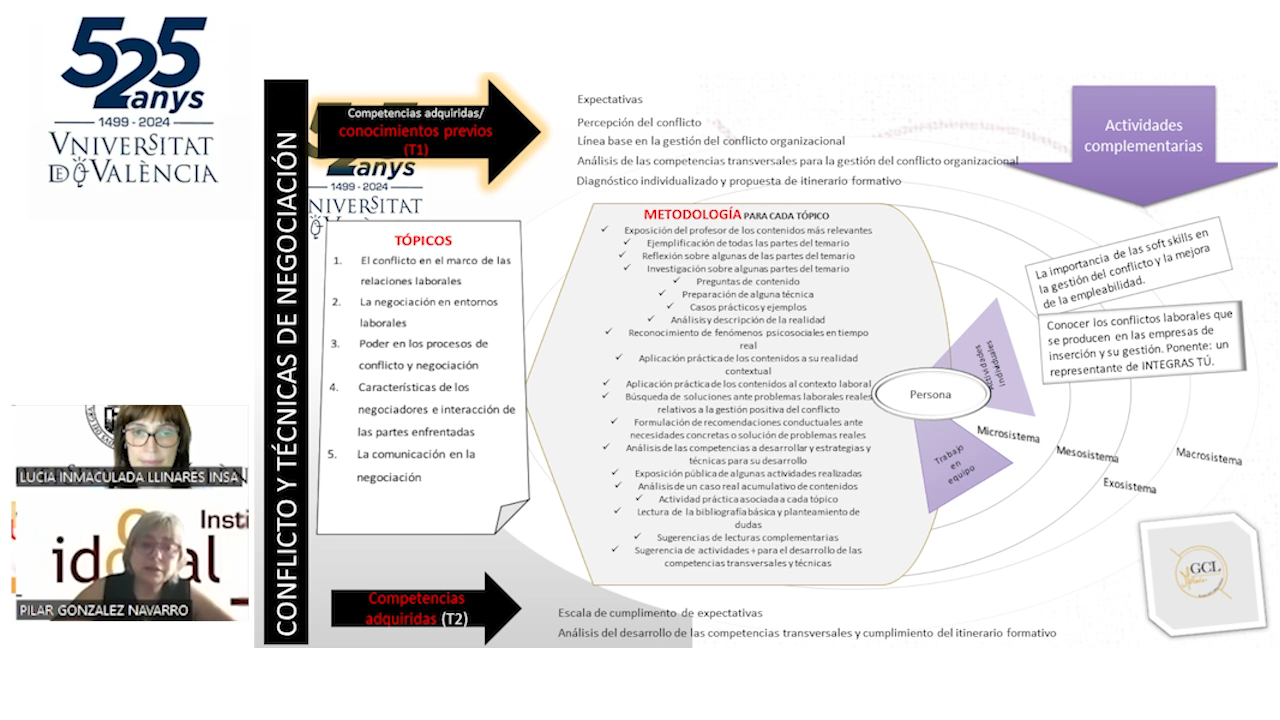 525
anys
1499 - 2024
VNIVERSITAT
DE VALÈNCIA
LUCIA INMACULADA LLINARES INSA
Insti
id
al
PILAR GONZALEZ NAVARRO
CONFLICTO Y TÉCNICAS DE NEGOCIACIÓN
Competencias adquiridas/
conocimientos previos
(T1)
anys
1499 - 2024
NIVERSITAT
Expectativas
Percepción del conflicto
Línea base en la gestión del conflicto organizacional
Análisis de las competencias transversales para la gestión del conflicto organizacional
Diagnóstico individualizado y propuesta de itinerario formativo
Actividades
complementarias
TÓPICOS
1. El conflicto en el marco de las
relaciones laborales
2. La negociación en entornos
laborales
3. Poder en los procesos de
conflicto y negociación
4. Características de los
negociadores e interacción de
las partes enfrentadas
5. La comunicación en la
negociación
METODOLOGÍA PARA CADA TÓPICO
✓ Exposición del profesor de los contenidos más relevantes
✓ Ejemplificación de todas las partes del temario
✓ Reflexión sobre algunas de las partes del temario
✓ Investigación sobre algunas partes del temario
✓ Preguntas de contenido
✓ Preparación de alguna técnica
✓ Casos prácticos y ejemplos
✓ Análisis y descripción de la realidad
✓ Reconocimiento de fenómenos psicosociales en tiempo
real
✓ Aplicación práctica de los contenidos a su realidad
contextual
✓ Aplicación práctica de los contenidos al contexto laboral
✓ Búsqueda de soluciones ante problemas laborales reales
relativos a la gestión positiva del conflicto
✓ Formulación de recomendaciones conductuales ante
necesidades concretas o solución de problemas reales
✓ Análisis de las competencias a desarrollar y estrategias y
técnicas para su desarrollo
✓ Exposición pública de algunas actividades realizadas
✓ Análisis de un caso real acumulativo de contenidos
✓ Actividad práctica asociada a cada tópico
✓ Lectura de la bibliografía básica y planteamiento de
dudas
✓ Sugerencias de lecturas complementarias
✓ Sugerencia de actividades + para el desarrollo de las
competencias transversales y técnicas
La importancia de las soft skills en
la gestión del conflicto y la mejora
de la empleabilidad.
Conocer los conflictos laborales que
se producen en las empresas de
inserción y su gestión. Ponente: un
representante de INTEGRAS TÚ.
Actividades
individuales
Persona
Trabajo
en
equipo
Microsistema
Mesosistema
Exosistema
Macrosistema
GCL
Competencias
adquiridas (T2)
Escala de cumplimento de expectativas
Análisis del desarrollo de las competencias transversales y cumplimiento del itinerario formativo